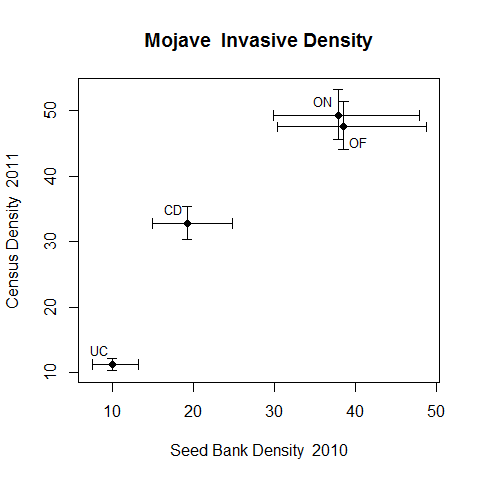 Mojave  Invasive Density
Census Density  2011
50
40
30
20
10
ON
OF
CD
UC
10 20 30 40 50
Seed Bank Density  2010